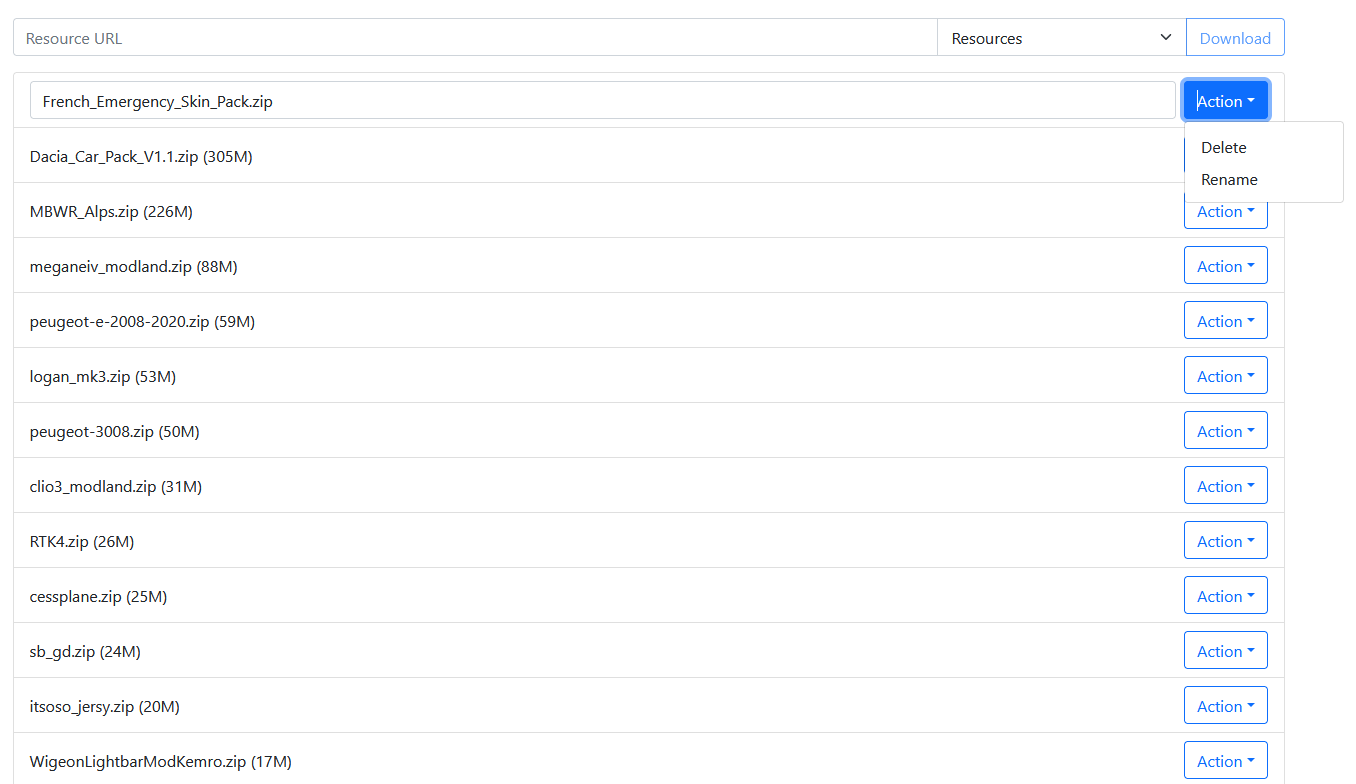 Resource URL Resources Download
French_Emergency_Skin_Pack.zip Action
Dacia_Car_Pack_V1.1.zip (305M) Delete
Rename
MBWR_Alps.zip (226M) Action
meganeiv_modland.zip (88M) Action
peugeot-e-2008-2020.zip (59M) Action
logan_mk3.zip (53M) Action
peugeot-3008.zip (50M) Action
clio3_modland.zip (31M) Action
RTK4.zip (26M) Action
cessplane.zip (25M) Action
sb_gd.zip (24M) Action
itsoso_jersy.zip (20M) Action
WigeonLightbarModKemro.zip (17M) Action